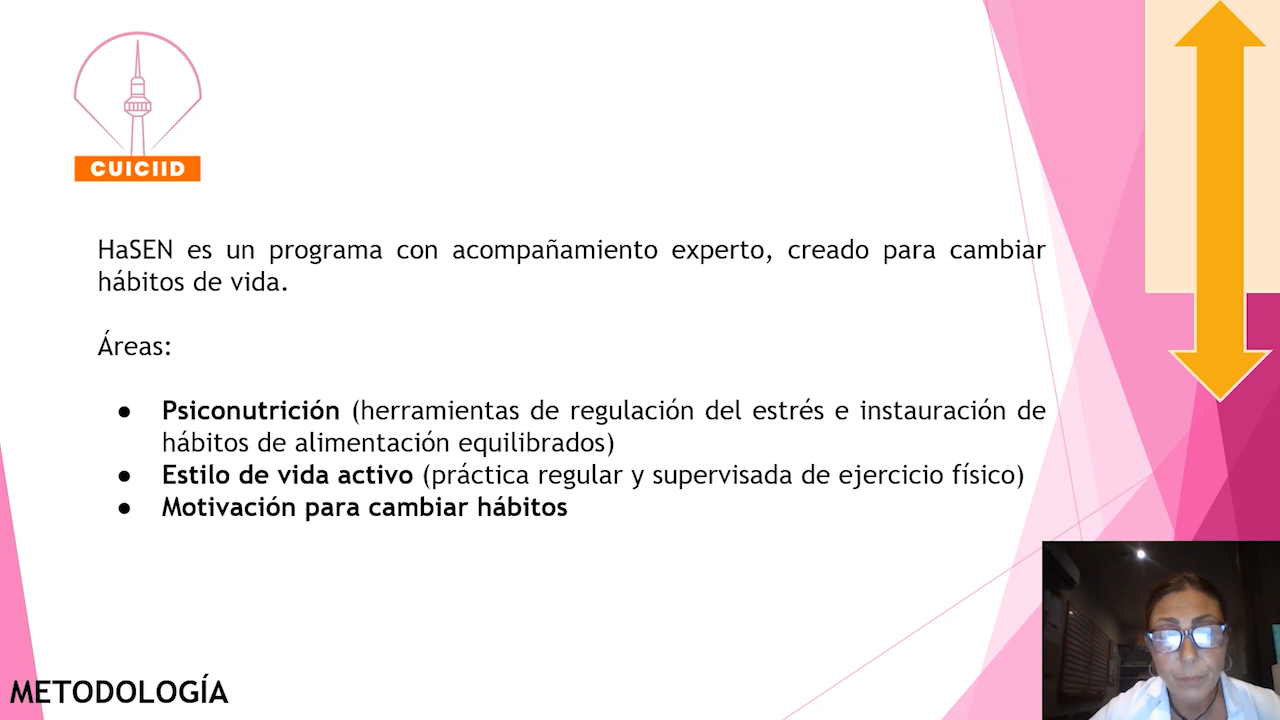 CUICIID
HaSEN es un programa con acompañamiento experto, creado para cambiar
hábitos de vida.
Áreas:
● Psiconutrición (herramientas de regulación del estrés e instauración de
hábitos de alimentación equilibrados)
● Estilo de vida activo (práctica regular y supervisada de ejercicio físico)
● Motivación para cambiar hábitos
METODOLOGÍA